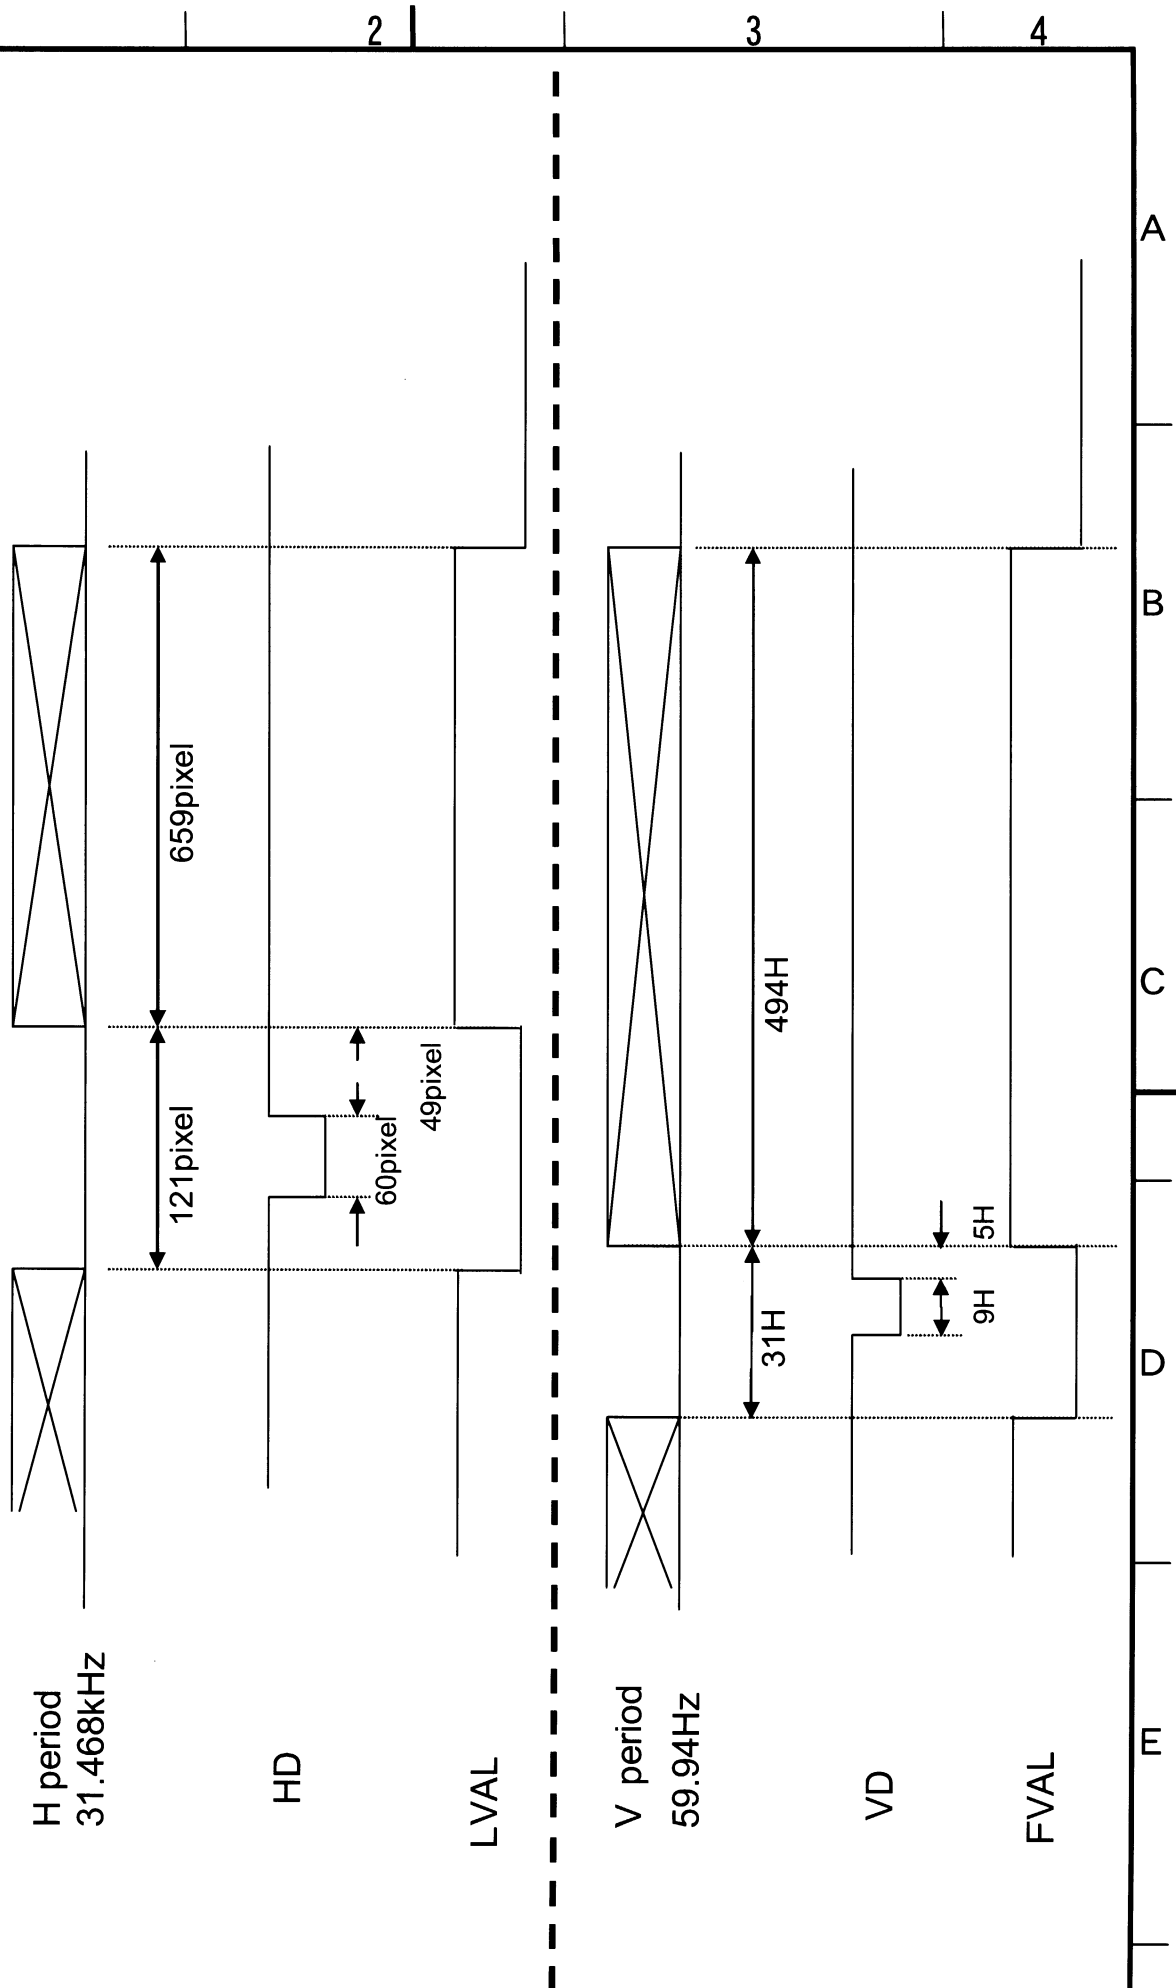 2
3
4
A
B
C
D
E
H period
31.468kHz
121pixel
659pixel
HD
60pixel
49pixel
LVAL
V period
59.94Hz
31H
494H
VD
9H
5H
FVAL